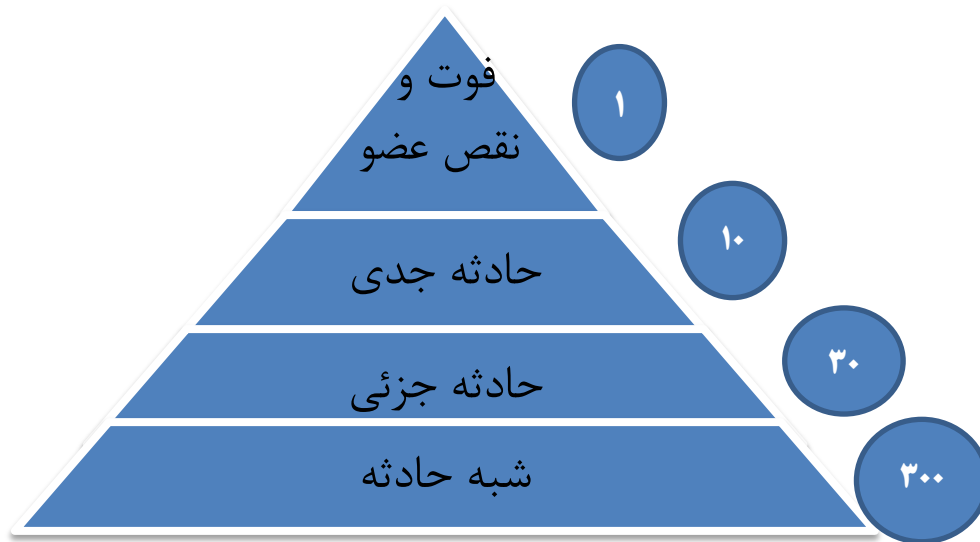 فوت و
نقص عضو
۱
حادثه جدی
۱۰
حادثه جزئی
۳۰
شبه حادثه
۳۰۰